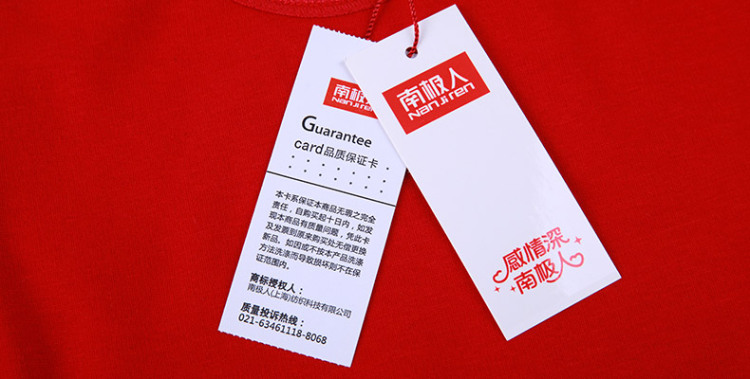 南极人
Nanjiren
Guarantee
card品质保证卡
本卡系保证本商品无瑕之完全
责任，自购买起十日内，如发
现本商品有质量问题，凭此卡
及发票到原来购买处无偿更换
新品，如因或不按本产品洗涤
方法洗涤而导致损坏则不在保
证范围内。
商标授权人：
南极人(上海)纺织科技有限公司
质量投诉热线：
021-63461118-8068
南极人
Nanjiren
感情深
南极人